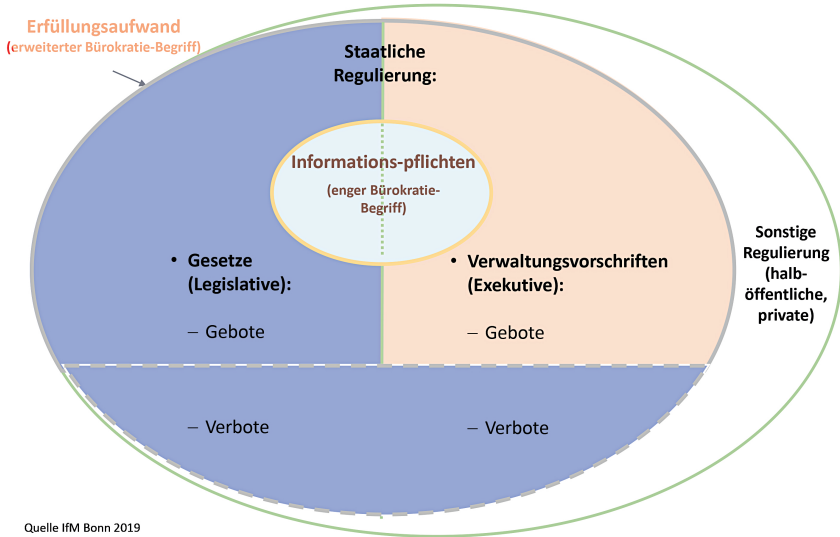 Erfüllungsaufwand
(erweiterter Bürokratie-Begriff)
Staatliche
Regulierung:
Informations-pflichten
(enger Bürokratie-
Begriff)
• Gesetze
(Legislative):
– Gebote
• Verwaltungsvorschriften
(Exekutive):
– Gebote
Sonstige
Regulierung
(halb-
öffentliche,
private)
– Verbote
– Verbote
Quelle IfM Bonn 2019